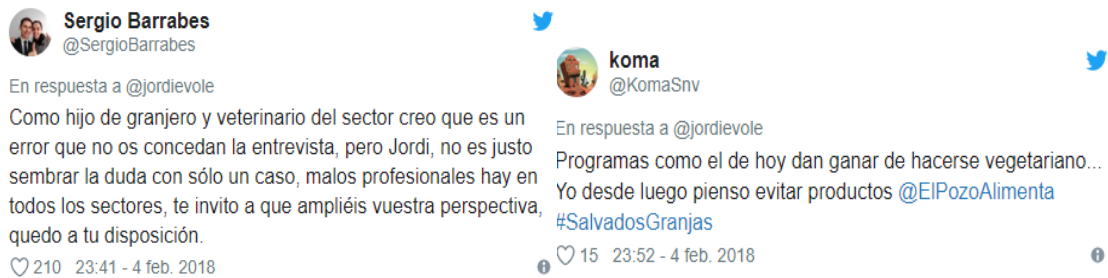 Sergio Barrabes
@SergioBarrabes
En respuesta a @jordievole
Como hijo de granjero y veterinario del sector creo que es un
error que no os concedan la entrevista, pero Jordi, no es justo
sembrar la duda con sólo un caso, malos profesionales hay en
todos los sectores, te invito a que ampliéis vuestra perspectiva,
quedo a tu disposición.
210 23:41 - 4 feb. 2018
koma
@KomaSnv
En respuesta a @jordievole
Programas como el de hoy dan ganar de hacerse vegetariano...
Yo desde luego pienso evitar productos @ElPozoAlimenta
#SalvadosGranjas
15 23:52 - 4 feb. 2018